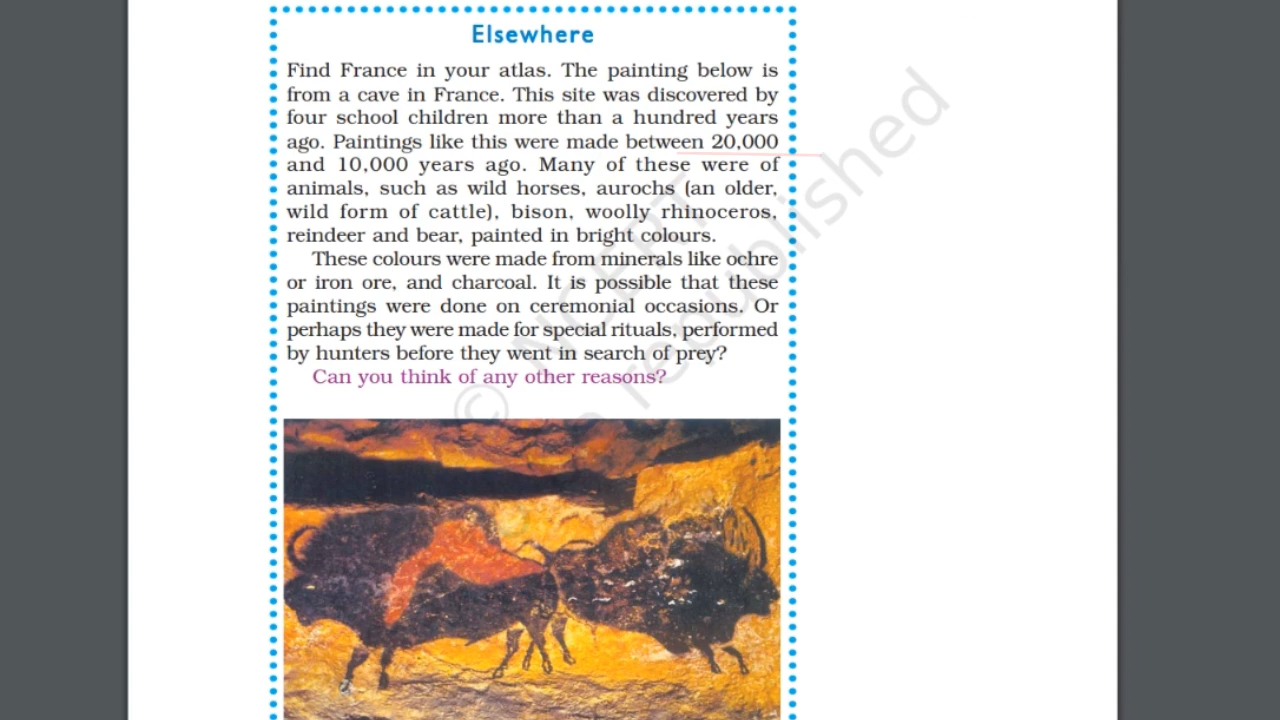 Elsewhere
Find France in your atlas. The painting below is
from a cave in France. This site was discovered by
four school children more than a hundred years
ago. Paintings like this were made between 20,000
and 10,000 years ago. Many of these were of
animals, such as wild horses, aurochs (an older,
wild form of cattle), bison, woolly rhinoceros,
reindeer and bear, painted in bright colours.
These colours were made from minerals like ochre
or iron ore, and charcoal. It is possible that these
paintings were done on ceremonial occasions. Or
perhaps they were made for special rituals, performed
by hunters before they went in search of prey?
Can you think of any other reasons?
© NCERT
republished